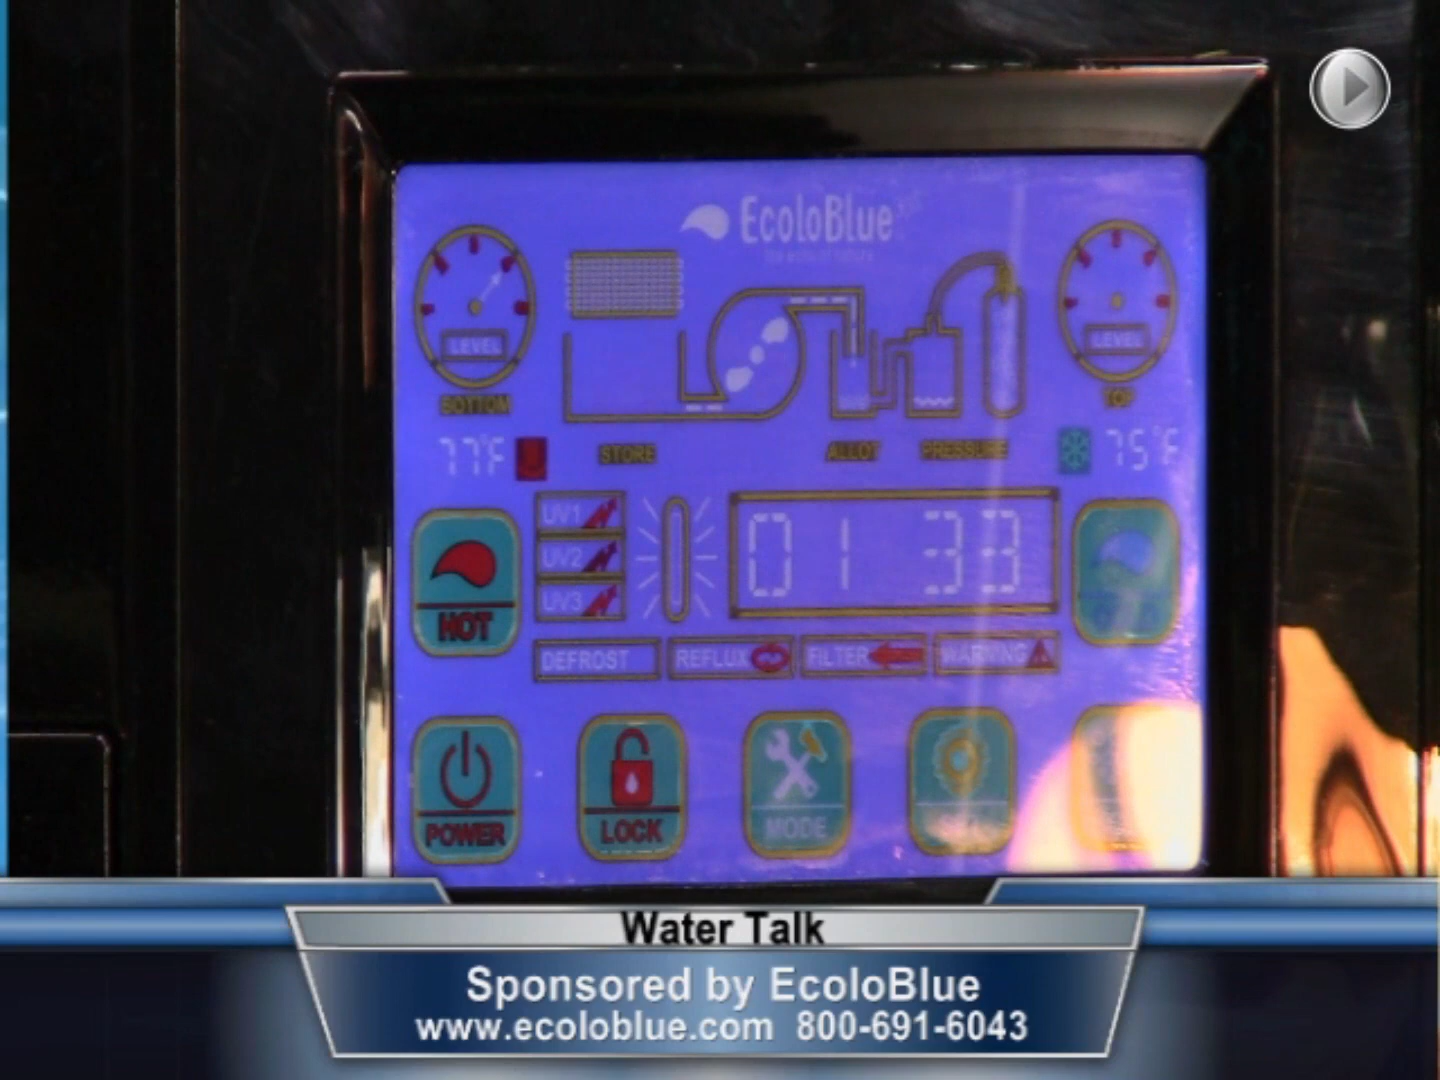 EcoloBlue
LEVEL
LEVEL
BOTTOM
TOP
77°F
STORE
ALLOT
PRESSURE
75°F
UV1
UV2
UV3
01 33
HOT
DEFROST
REFLUX
FILTER
WARNING
POWER
LOCK
MODE
Water Talk
Sponsored by EcoloBlue
www.ecoloblue.com 800-691-6043